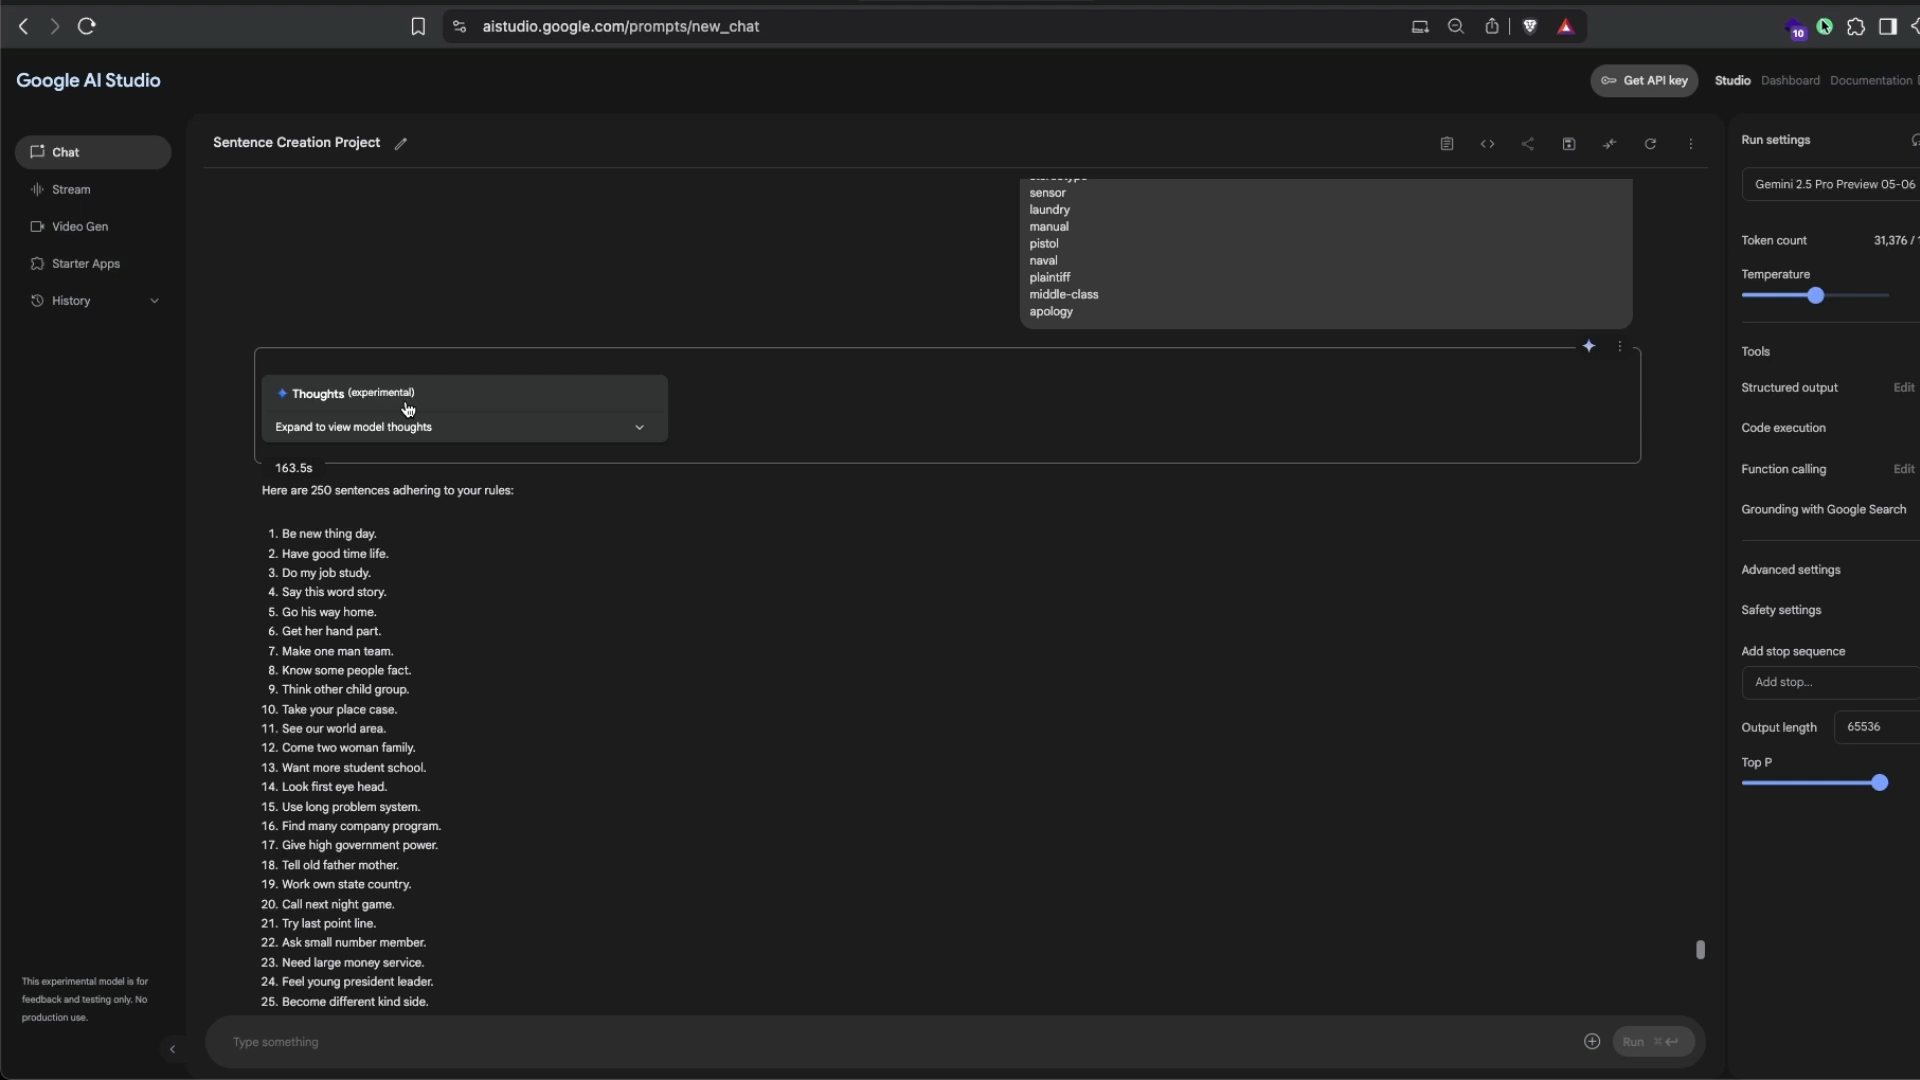 aistudio.google.com/prompts/new_chat
10
Google AI Studio
Get API key
Studio
Dashboard
Documentation
Chat
Stream
Video Gen
Starter Apps
History
This experimental model is for
feedback and testing only. No
production use.
Sentence Creation Project
sensor
laundry
manual
pistol
naval
plaintiff
middle-class
apology
Thoughts (experimental)
Expand to view model thoughts
163.5s
Here are 250 sentences adhering to your rules:
1. Be new thing day.
2. Have good time life.
3. Do my job study.
4. Say this word story.
5. Go his way home.
6. Get her hand part.
7. Make one man team.
8. Know some people fact.
9. Think other child group.
10. Take your place case.
11. See our world area.
12. Come two woman family.
13. Want more student school.
14. Look first eye head.
15. Use long problem system.
16. Find many company program.
17. Give high government power.
18. Tell old father mother.
19. Work own state country.
20. Call next night game.
21. Try last point line.
22. Ask small number member.
23. Need large money service.
24. Feel young president leader.
25. Become different kind side.
Type something
Run ⌘↵
Run settings
Gemini 2.5 Pro Preview 05-06
Token count 31,376 /
Temperature
Tools
Structured output Edit
Code execution
Function calling Edit
Grounding with Google Search
Advanced settings
Safety settings
Add stop sequence
Add stop...
Output length 65536
Top P